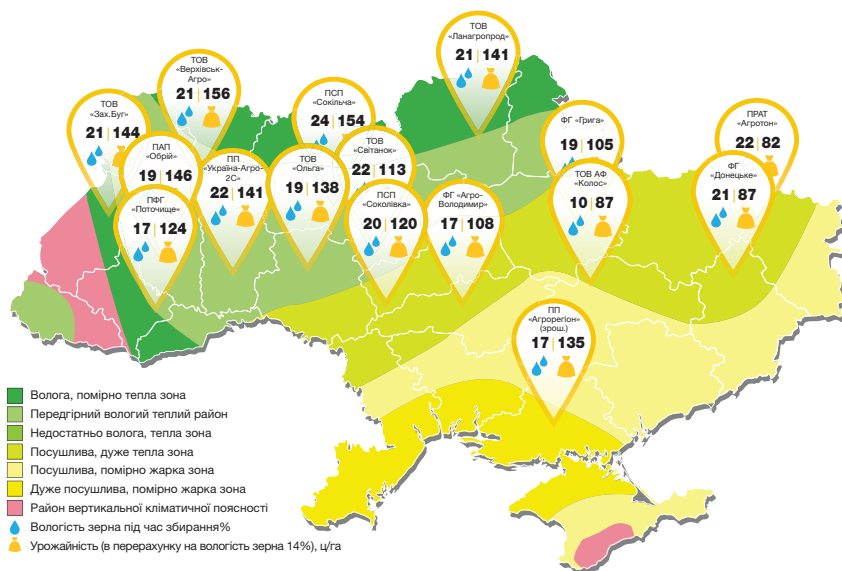 ТОВ
«Ланагропрод»
21 | 141
ТОВ
«Верхівськ-
Агро»
21 | 156
ТОВ
«Зах.Буг»
21 | 144
ПСП
«Сокільча»
24 | 154
ФГ «Грига»
19 | 105
ПРАТ
«Агротон»
22 | 82
ПАП
«Обрій»
19 | 146
ПП
«Україна-Агро-
2С»
22 | 141
ТОВ
«Ольга»
19 | 138
ТОВ
«Світанок»
22 | 113
ТОВ АФ
«Колос»
10 | 87
ФГ
«Донецьке»
21 | 87
ПФГ
«Поточище»
17 | 124
ПСП
«Соколівка»
20 | 120
ФГ «Агро-
Володимир»
17 | 108
ПП
«Агрорегіон»
(зрош.)
17 | 135
Волога, помірно тепла зона
Передгірний вологий теплий район
Недостатньо волога, тепла зона
Посушлива, дуже тепла зона
Посушлива, помірно жарка зона
Дуже посушлива, помірно жарка зона
Район вертикальної кліматичної поясності
Вологість зерна під час збирання%
Урожайність (в перерахунку на вологість зерна 14%), ц/га